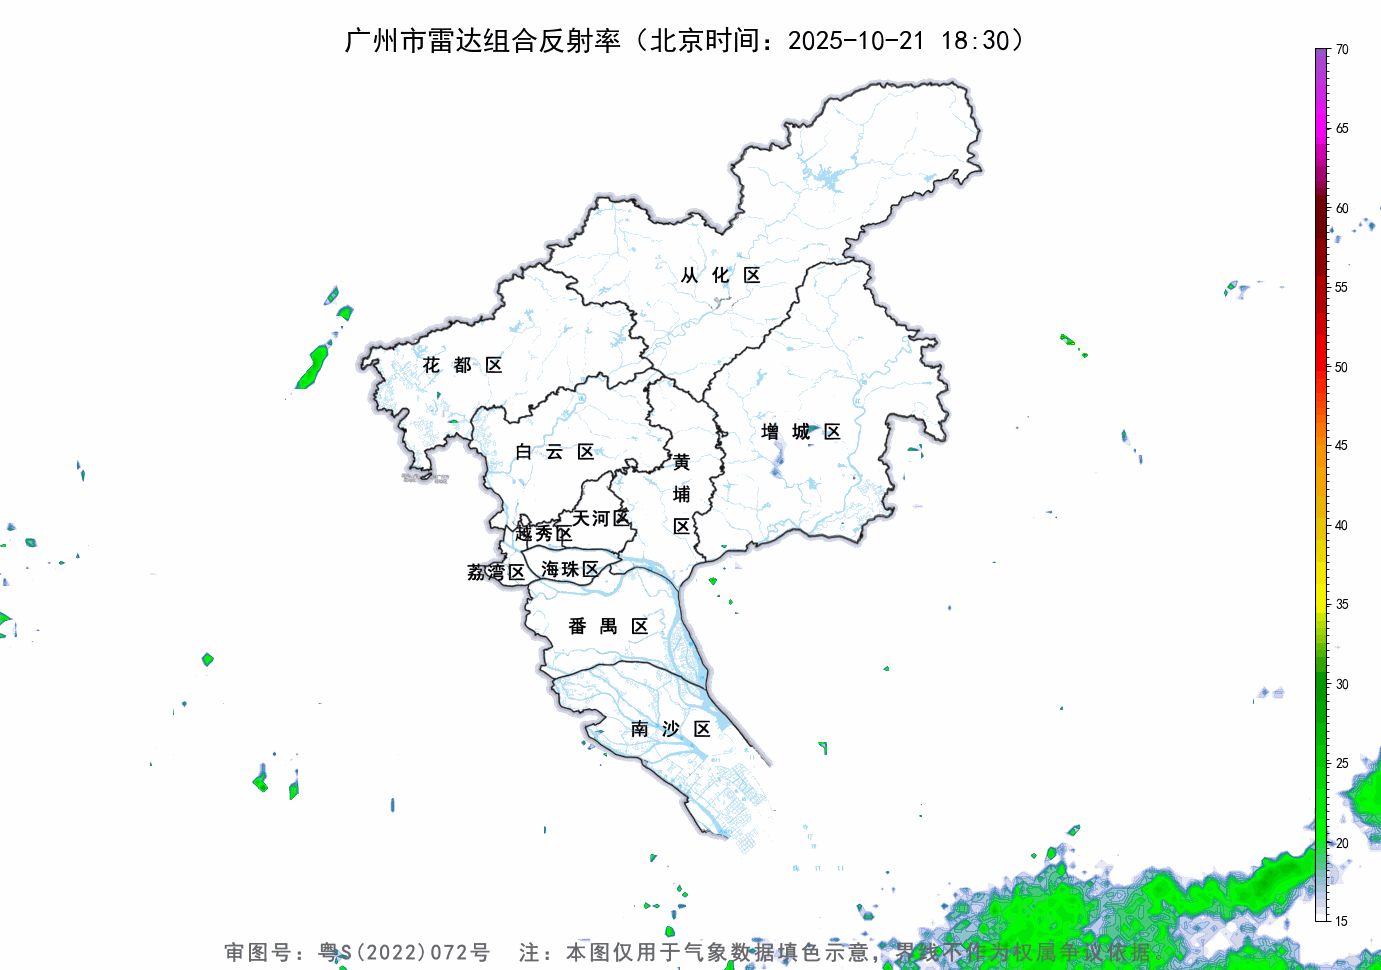 广州市雷达组合反射率（北京时间：2025-10-21 18:30）
70
65
60
55
50
45
40
35
30
25
20
15
从化区
花都区
增城区
白云区
黄埔区
天河区
越秀区
荔湾区
海珠区
番禺区
南沙区
审图号：粤S(2022)072号 注：本图仅用于气象数据填色示意，界线不作为权属争议依据。